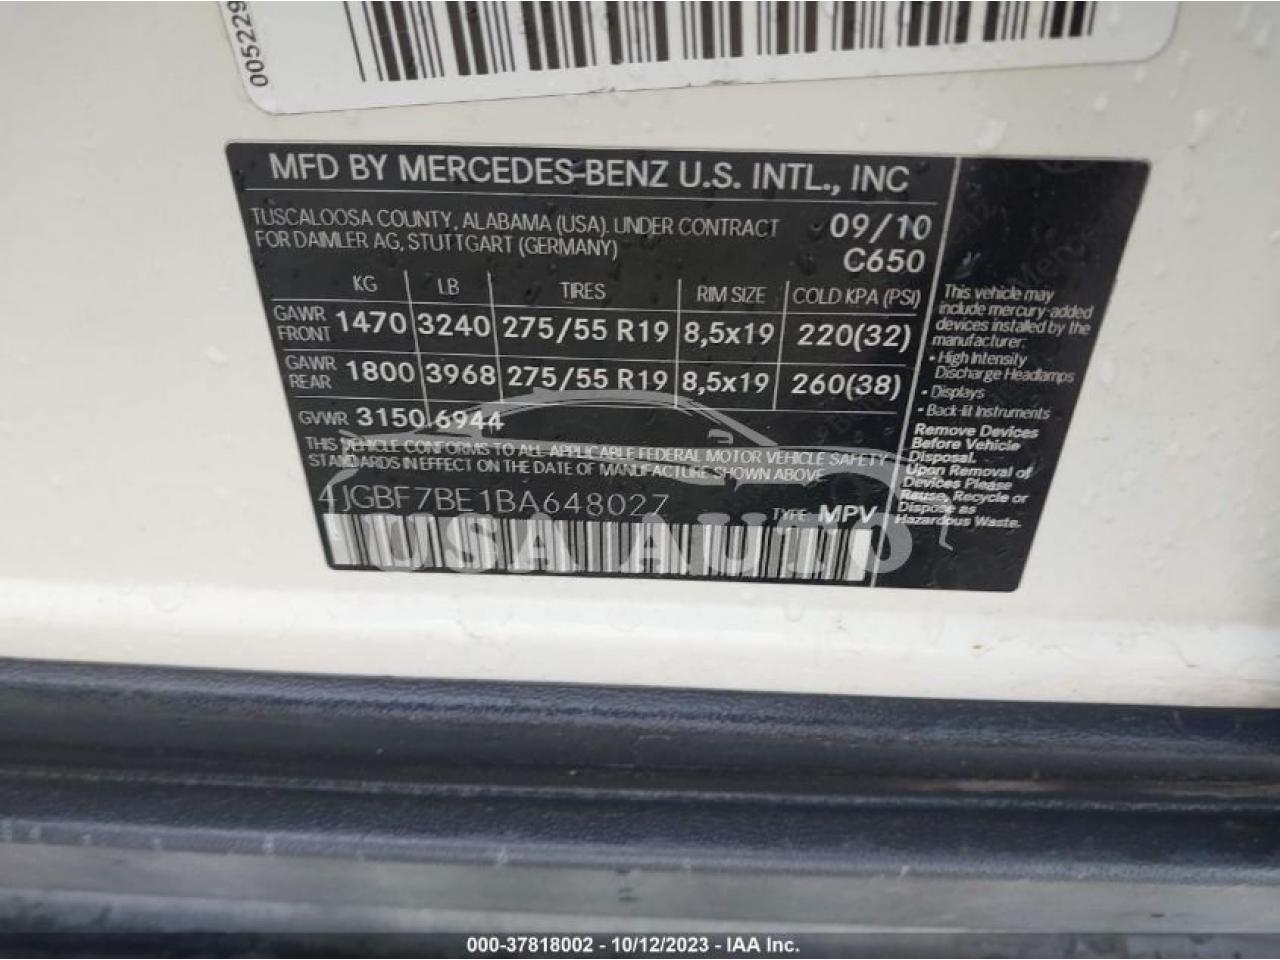 005229
MFD BY MERCEDES-BENZ U.S. INTL., INC
TUSCALOOSA COUNTY, ALABAMA (USA). UNDER CONTRACT
FOR DAIMLER AG, STUTTGART (GERMANY)
09/10
C650
KG LB TIRES RIM SIZE COLD KPA (PSI)
GAWR FRONT 1470 3240 275/55 R19 8,5x19 220(32)
GAWR REAR 1800 3968 275/55 R19 8,5x19 260(38)
GVWR 3150 6944
THIS VEHICLE CONFORMS TO ALL APPLICABLE FEDERAL MOTOR VEHICLE SAFETY
STANDARDS IN EFFECT ON THE DATE OF MANUFACTURE SHOWN ABOVE
4JGBF7BE1BA648027
TYPE: MPV
This vehicle may
include mercury-added
devices installed by the
manufacturer:
• High Intensity
Discharge Headlamps
• Displays
• Back-lit Instruments
Remove Devices
Before Vehicle
Disposal.
Upon Removal of
Devices Please
Reuse, Recycle or
Dispose as
Hazardous Waste.
USA AUTO
000-37818002 - 10/12/2023 - IAA Inc.